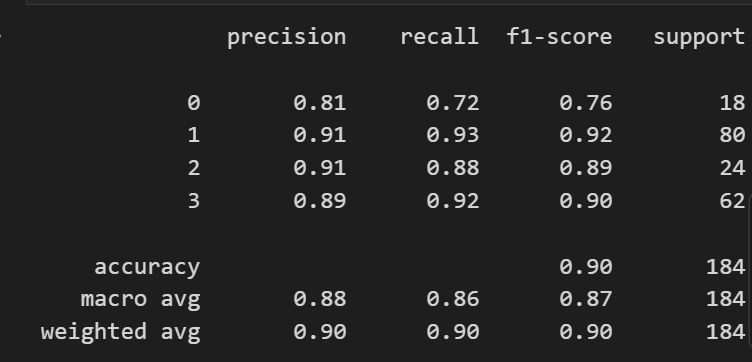 precision recall f1-score support
0 0.81 0.72 0.76 18
1 0.91 0.93 0.92 80
2 0.91 0.88 0.89 24
3 0.89 0.92 0.90 62
accuracy 0.90 184
macro avg 0.88 0.86 0.87 184
weighted avg 0.90 0.90 0.90 184